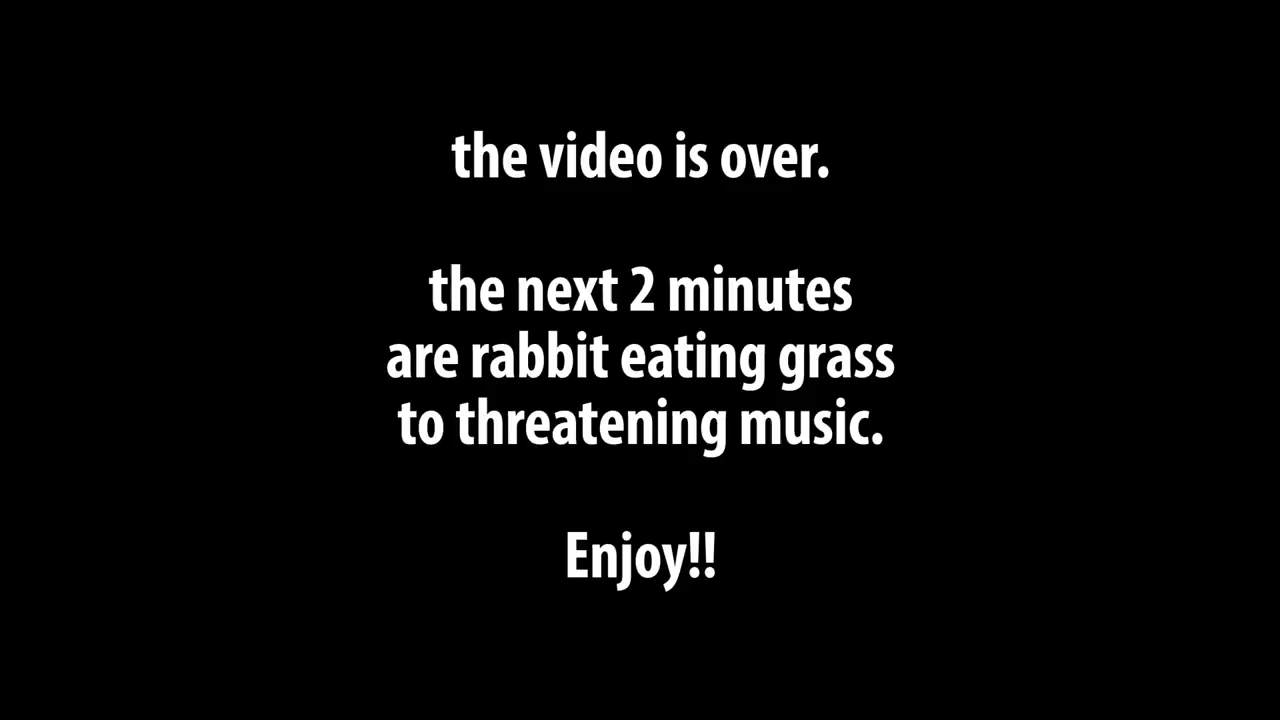 the video is over.
the next 2 minutes
are rabbit eating grass
to threatening music.
Enjoy!!